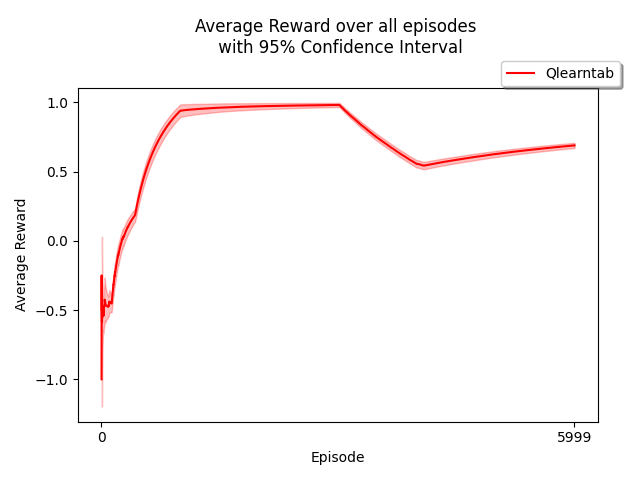 Average Reward over all episodes
with 95% Confidence Interval
Qlearntab
1.0
0.5
0.0
−0.5
−1.0
Average Reward
0
5999
Episode